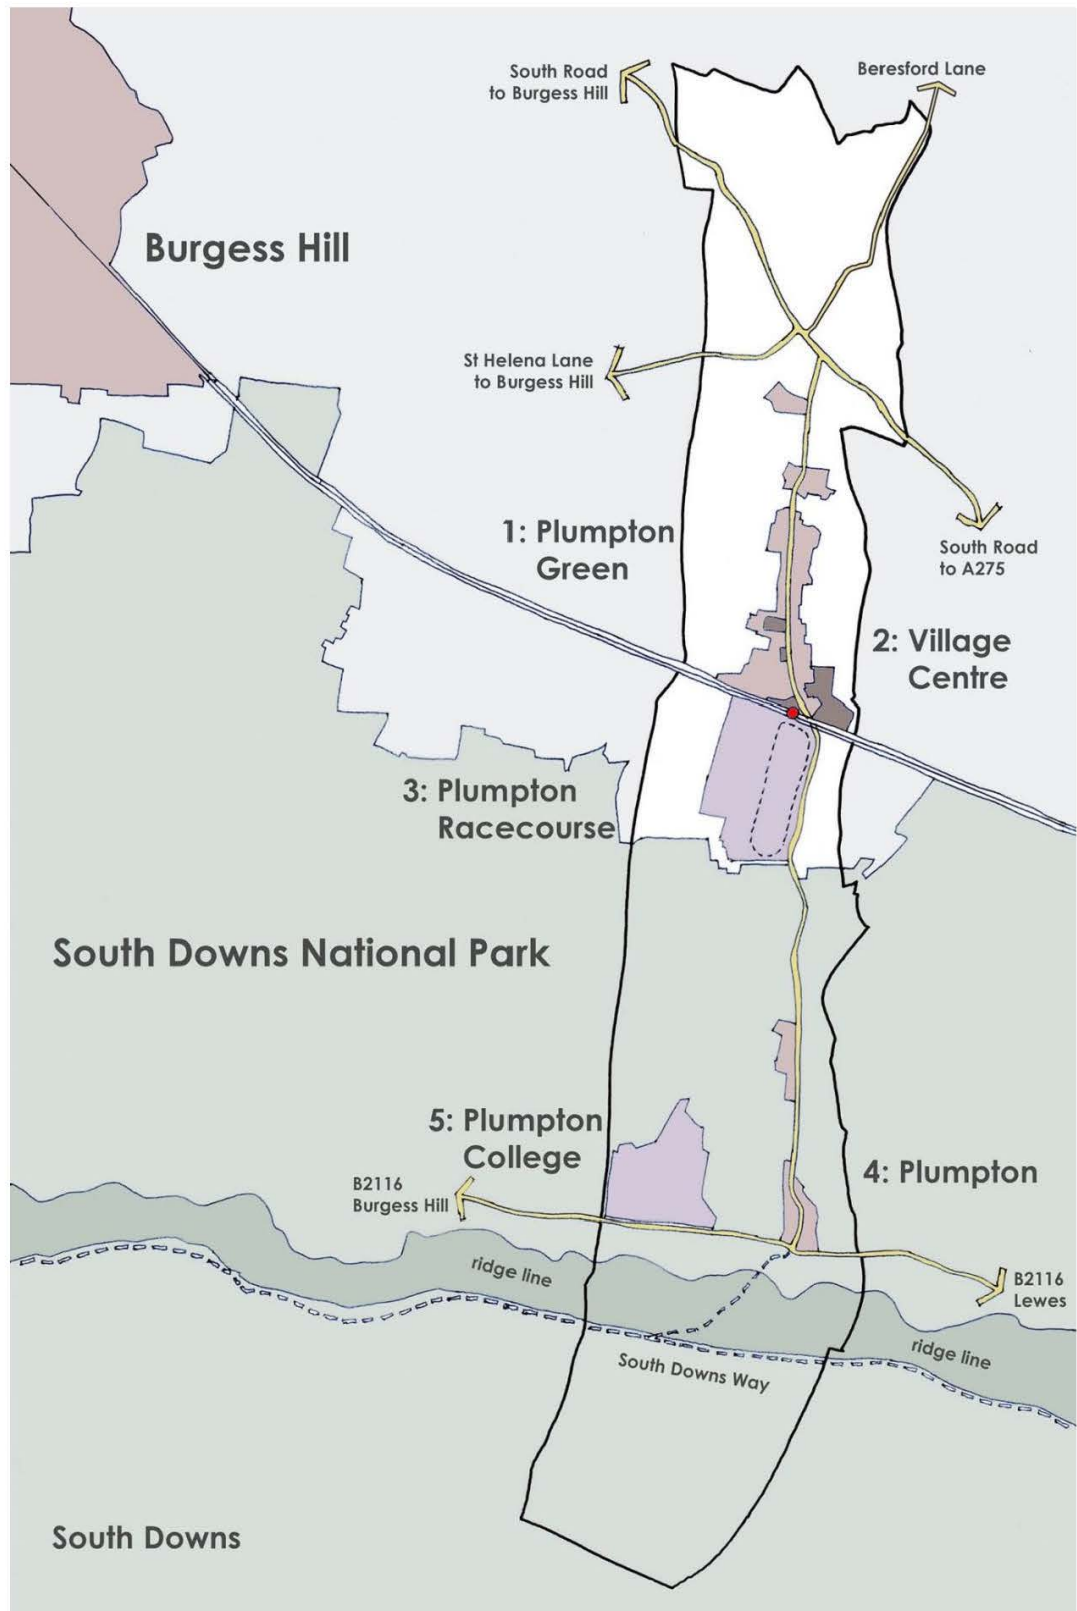 South Road
to Burgess Hill
Beresford Lane
Burgess Hill
St Helena Lane
to Burgess Hill
1: Plumpton
Green
South Road
to A275
2: Village
Centre
3: Plumpton
Racecourse
South Downs National Park
5: Plumpton
College
4: Plumpton
B2116
Burgess Hill
ridge line
B2116
Lewes
ridge line
South Downs Way
South Downs